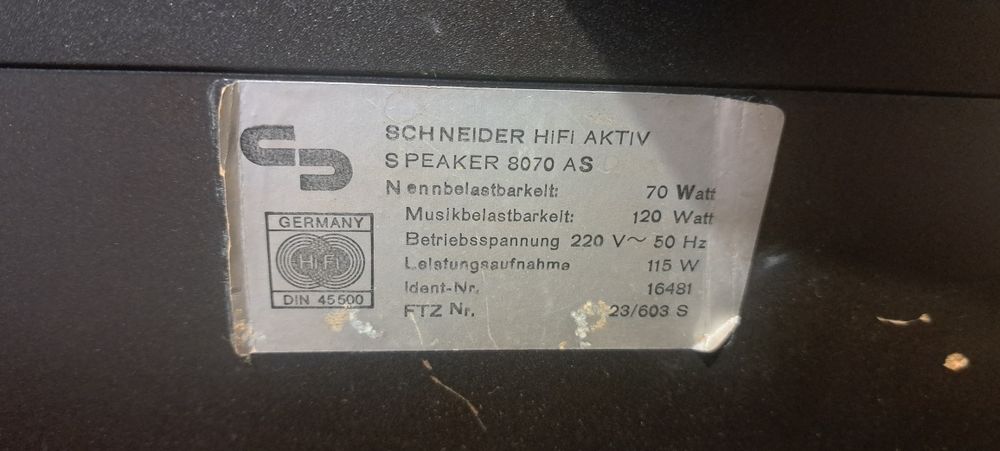 SCHNEIDER HiFi AKTIV
SPEAKER 8070 AS
Nennbelastbarkeit: 70 Watt
Musikbelastbarkeit: 120 Watt
Betriebsspannung 220 V~ 50 Hz
Leistungsaufnahme 115 W
Ident-Nr. 16481
FTZ Nr. 23/603 S
GERMANY
HiFi
DIN 45500